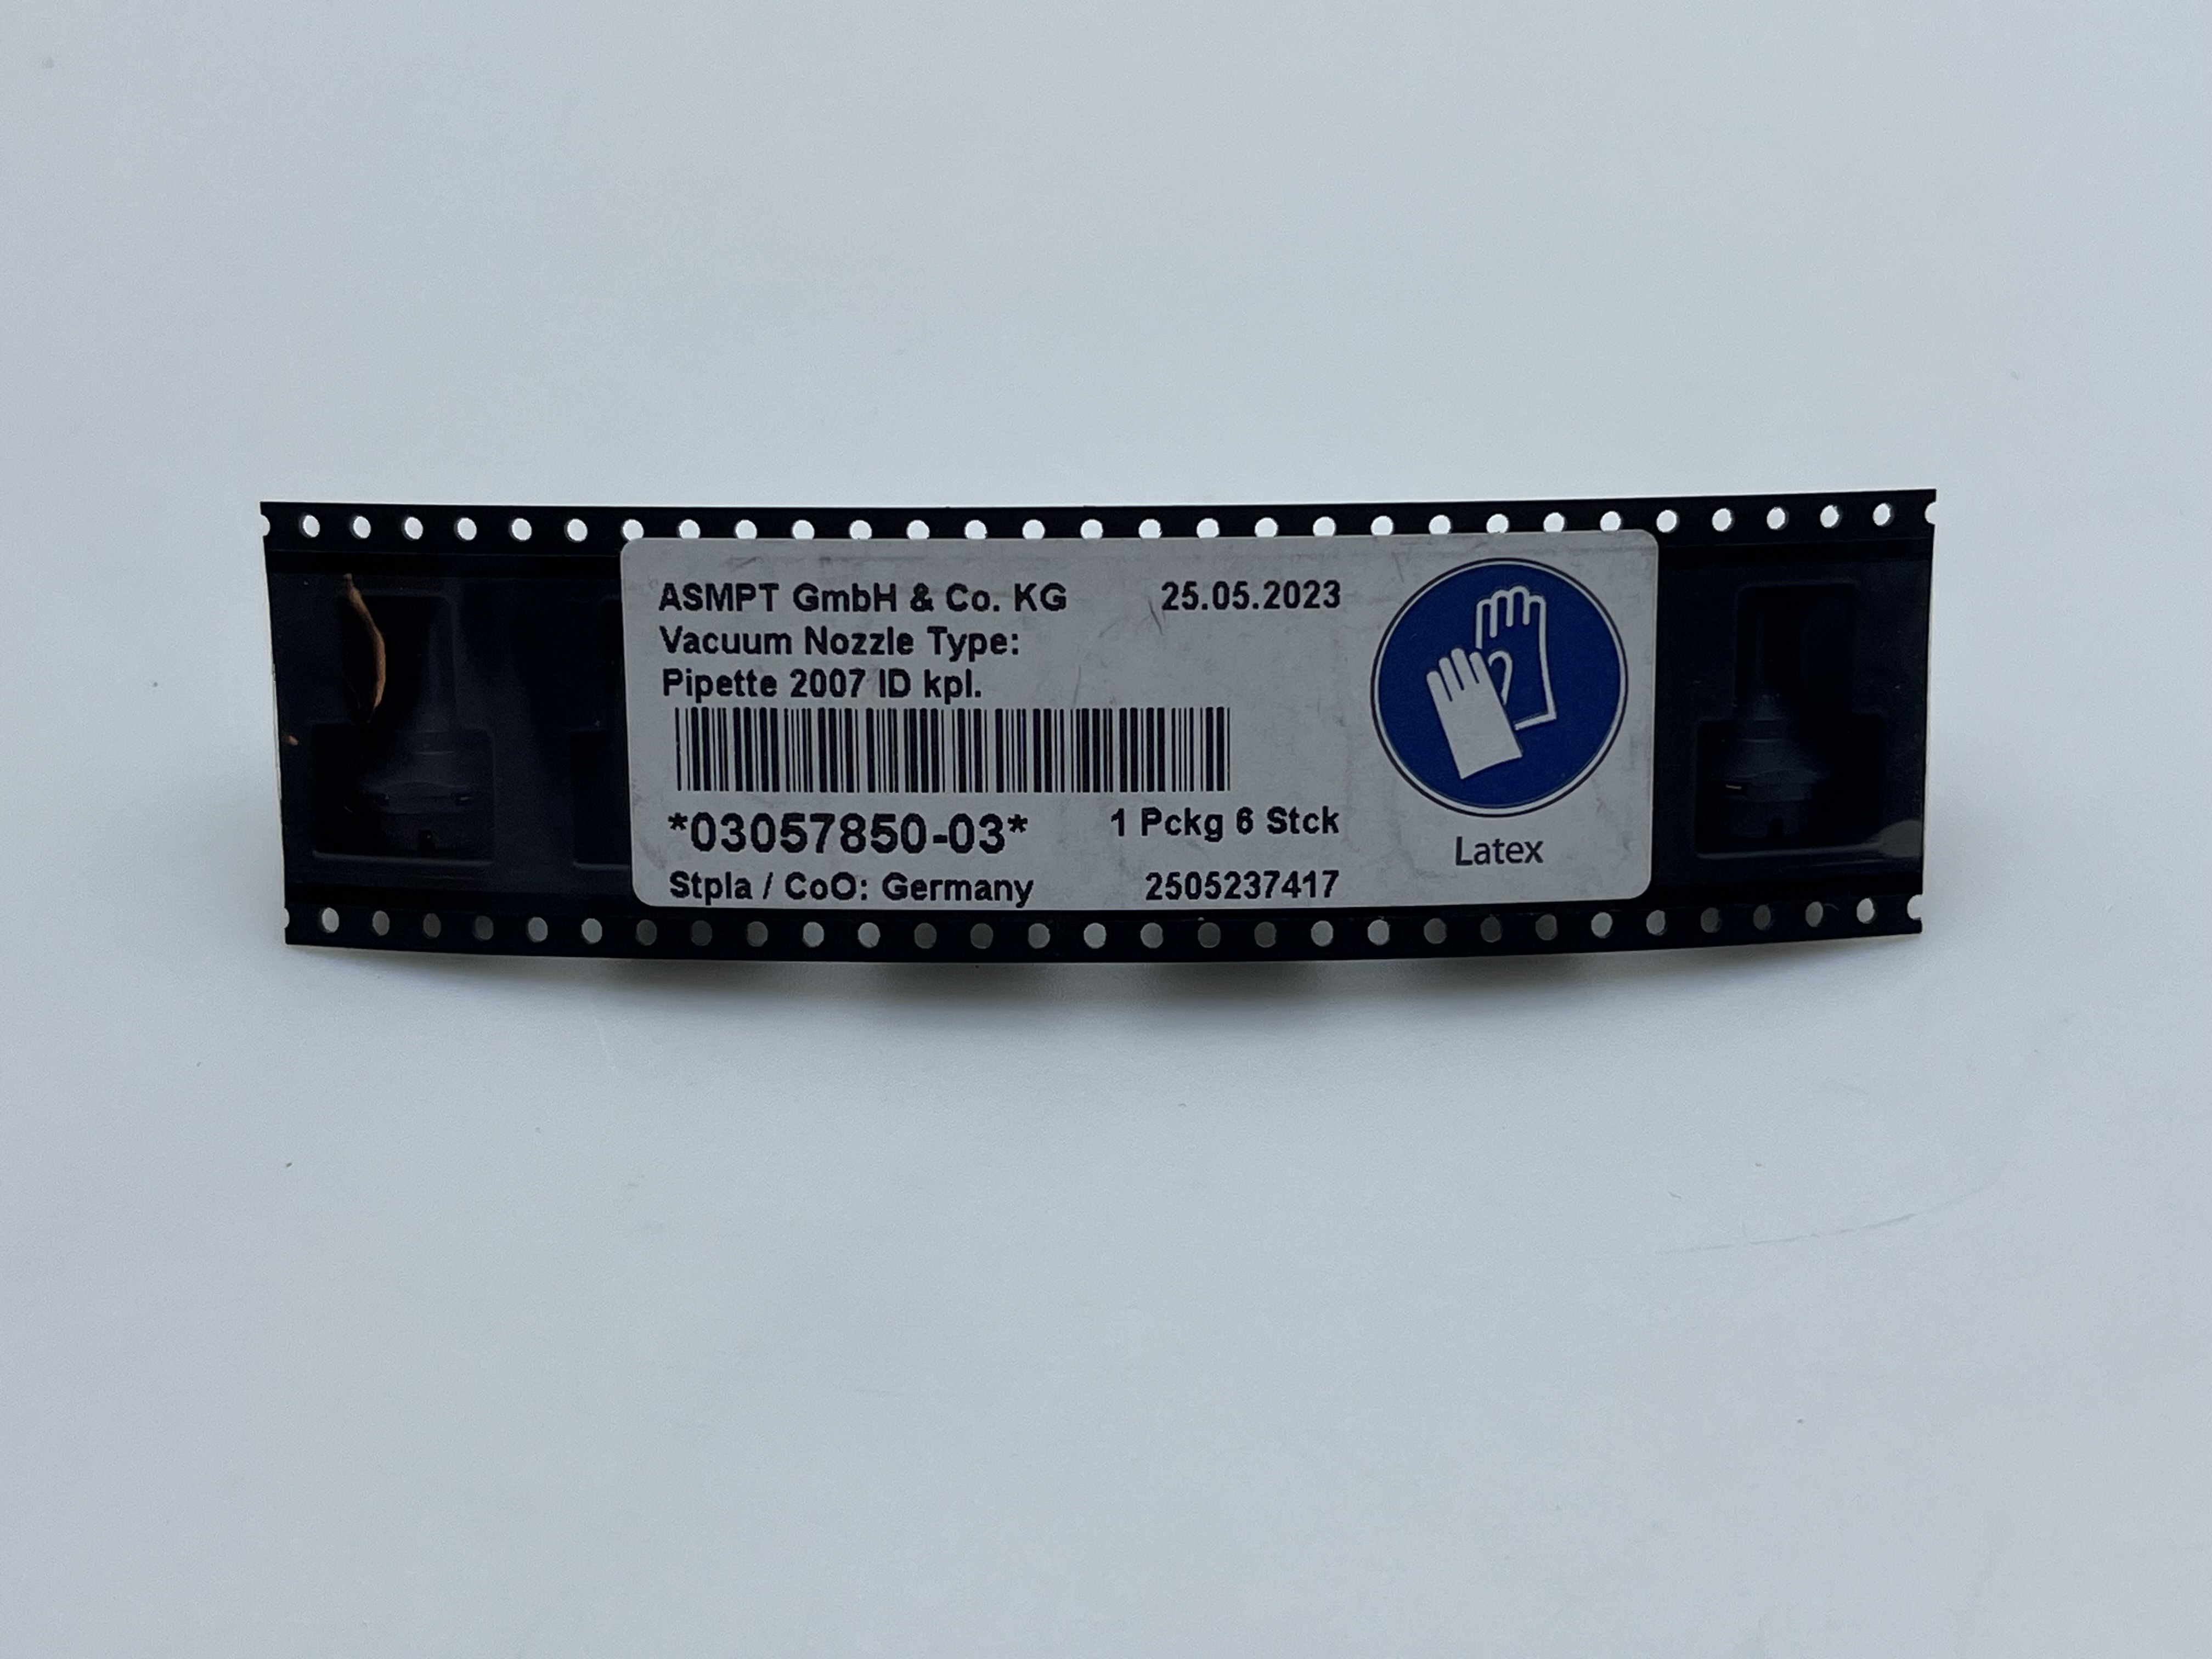 ASMPT GmbH & Co. KG 25.05.2023
Vacuum Nozzle Type:
Pipette 2007 ID kpl.
*03057850-03* 1 Pckg 6 Stck
Latex
Stpla / CoO: Germany 2505237417